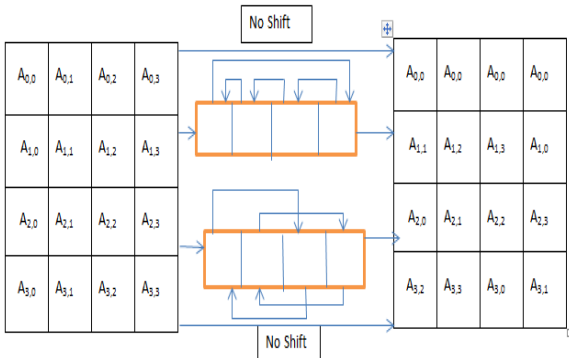 No Shift
A0,0 A0,1 A0,2 A0,3
A0,0 A0,0 A0,0 A0,0
A1,0 A1,1 A1,2 A1,3
A1,1 A1,2 A1,3 A1,0
A2,0 A2,1 A2,2 A2,3
A2,0 A2,1 A2,2 A2,3
A3,0 A3,1 A3,2 A3,3
A3,2 A3,3 A3,0 A3,1
No Shift